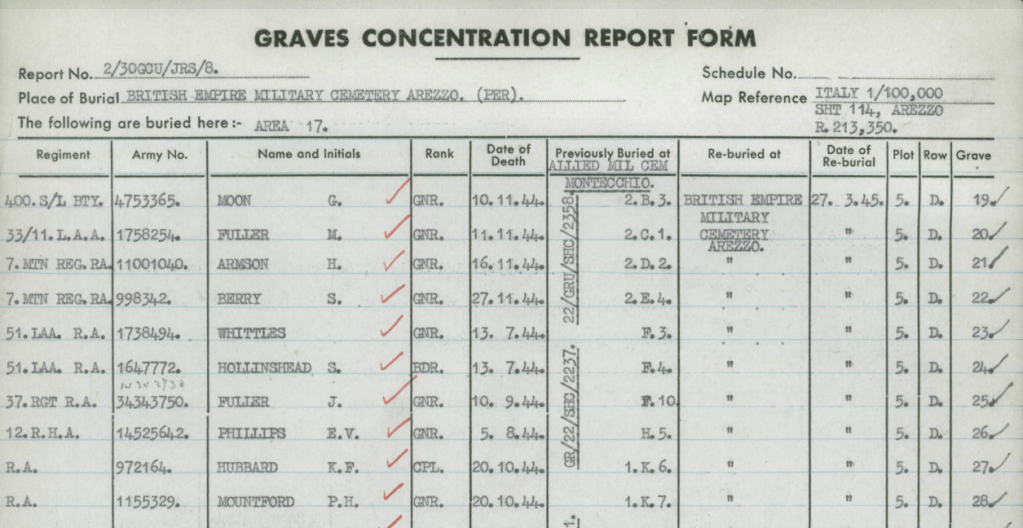 GRAVES CONCENTRATION REPORT FORM
Report No. 2/30GCU/JRS/8.
Schedule No.
Place of Burial BRITISH EMPIRE MILITARY CEMETERY AREZZO. (PER).
Map Reference ITALY 1/100,000
SHT 114, AREZZO
R.213,350.
The following are buried here :- AREA 17.
Regiment Army No. Name and Initials Rank Date of Death Previously Buried at Re-buried at Date of Re-burial Plot Row Grave
ALLIED MIL CEM
MONTECCHIO.
400.S/L BTY. 4753365. MOON G. GNR. 10.11.44. 2.B.3. BRITISH EMPIRE 27. 3.45. 5. D. 19.
MILITARY
33/11.L.A.A. 1758254. FULLER M. GNR. 11.11.44. 2.C.1. CEMETERY " 5. D. 20.
AREZZO.
7. MTN REG.RA. 11001040. ARMSON H. GNR. 16.11.44. 2.D.2. " " 5. D. 21.
7. MTN REG.RA. 998342. BERRY S. GNR. 27.11.44. 2.E.4. " " 5. D. 22.
22/GRU/SHC/2358.
51.LAA. R.A. 1738494. WHITTLES GNR. 13. 7.44. F.3. " " 5. D. 23.
51.LAA. R.A. 1647772. HOLLINSHEAD S. BDR. 13. 7.44. F.4. " " 5. D. 24.
37.RGT R.A. 34343750. FULLER J. GNR. 10. 9.44. F.10. " " 5. D. 25.
12.R.H.A. 14525642. PHILLIPS E.V. GNR. 5. 8.44. H.5. " " 5. D. 26.
GR/22/SHC/2237.
R.A. 972164. HUBBARD K.F. CPL. 20.10.44. 1.K.6. " " 5. D. 27.
R.A. 1155329. MOUNTFORD P.H. GNR. 20.10.44. 1.K.7. " " 5. D. 28.